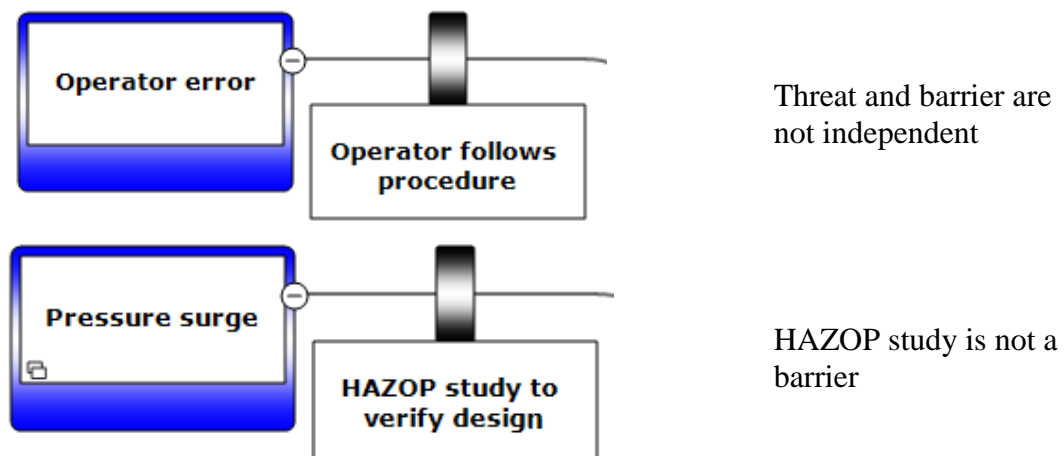 Operator error
Operator follows
procedure
Threat and barrier are
not independent
Pressure surge
HAZOP study to
verify design
HAZOP study is not a
barrier